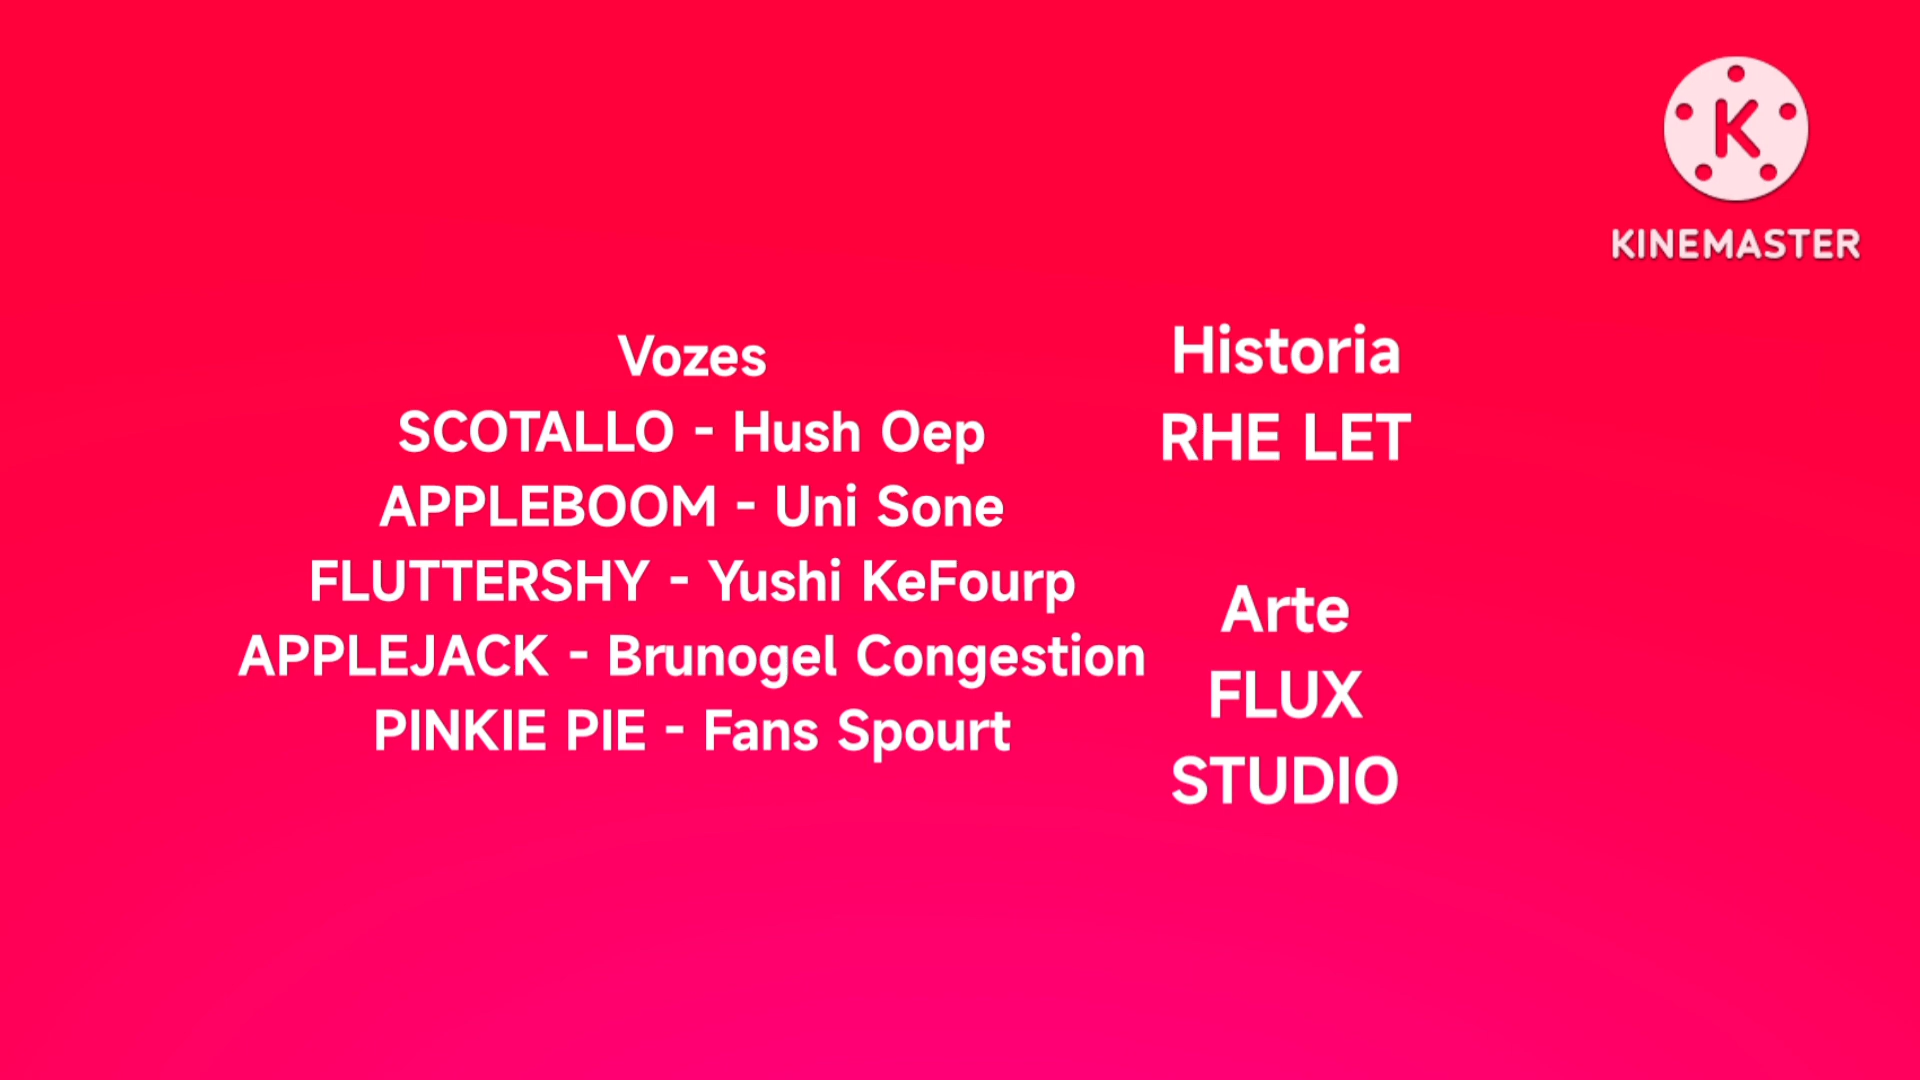 K
KINEMASTER
Vozes
SCOTALLO - Hush Oep
APPLEBOOM - Uni Sone
FLUTTERSHY - Yushi KeFourp
APPLEJACK - Brunogel Congestion
PINKIE PIE - Fans Spourt
Historia
RHE LET
Arte
FLUX
STUDIO